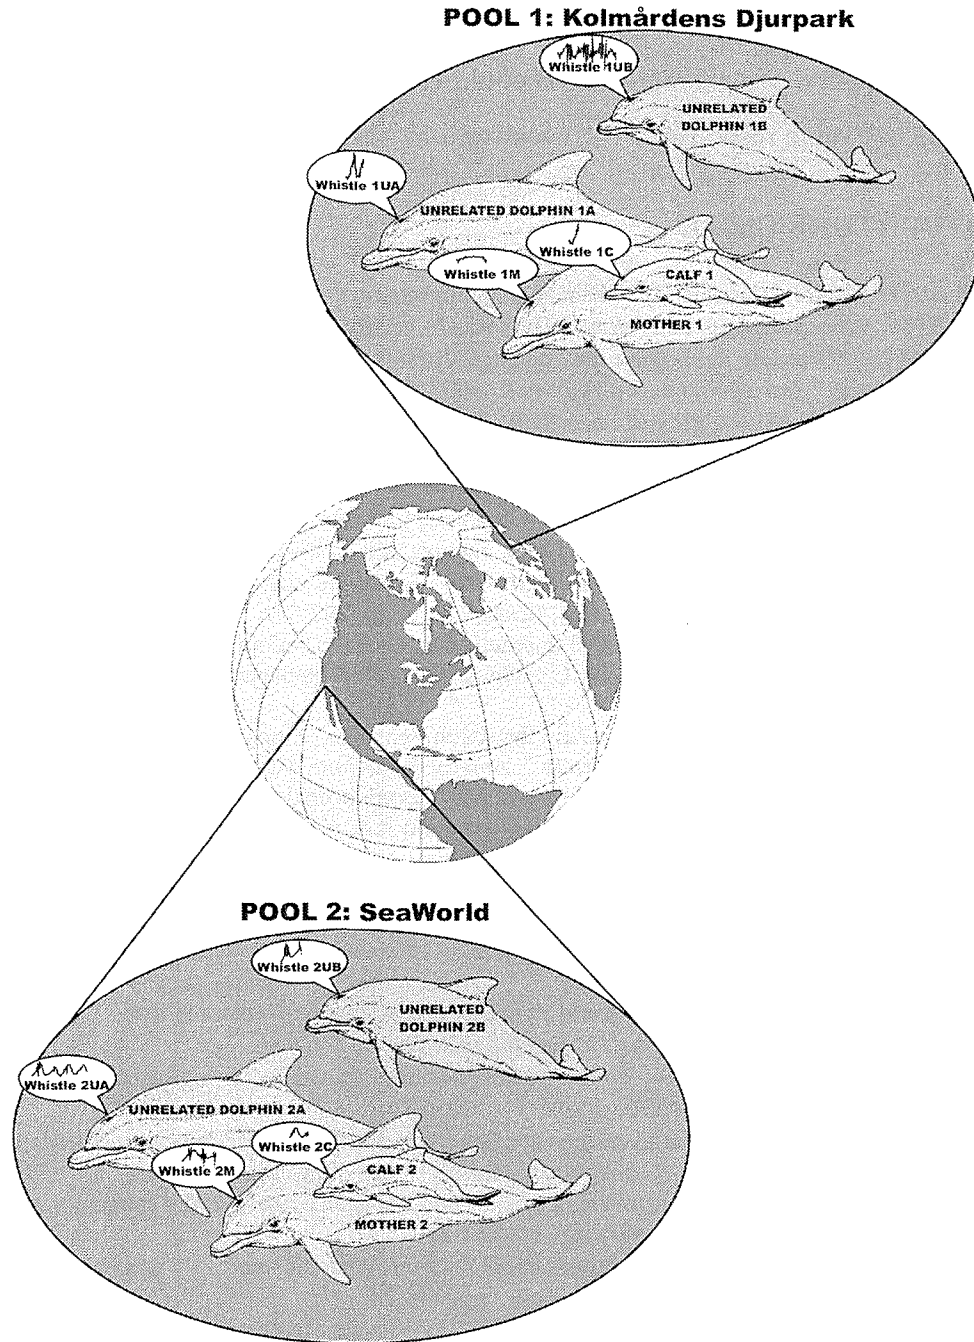 POOL 1: Kolmårdens Djurpark
Whistle 1UB
UNRELATED
DOLPHIN 1B
Whistle 1UA
UNRELATED DOLPHIN 1A
Whistle 1C
Whistle 1M
CALF 1
MOTHER 1
POOL 2: SeaWorld
Whistle 2UB
UNRELATED
DOLPHIN 2B
Whistle 2UA
UNRELATED DOLPHIN 2A
Whistle 2C
Whistle 2M
CALF 2
MOTHER 2